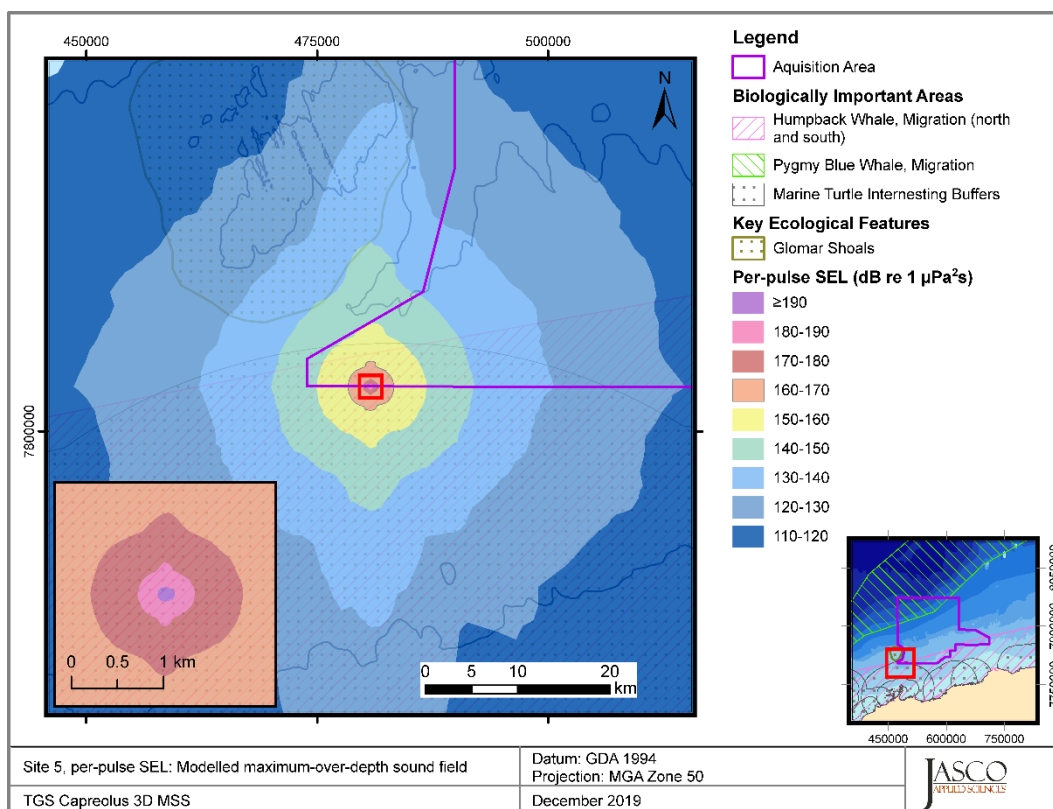 450000
475000
500000
N
7800000
0 0.5 1 km
0 5 10 20
km
Legend
Aquisition Area
Biologically Important Areas
Humpback Whale, Migration (north
and south)
Pygmy Blue Whale, Migration
Marine Turtle Internesting Buffers
Key Ecological Features
Glomar Shoals
Per-pulse SEL (dB re 1 μPa²s)
≥190
180-190
170-180
160-170
150-160
140-150
130-140
120-130
110-120
8050000
7900000
7750000
450000 600000 750000
Site 5, per-pulse SEL: Modelled maximum-over-depth sound field
Datum: GDA 1994
Projection: MGA Zone 50
TGS Capreolus 3D MSS
December 2019
JASCO
APPLIED SCIENCES